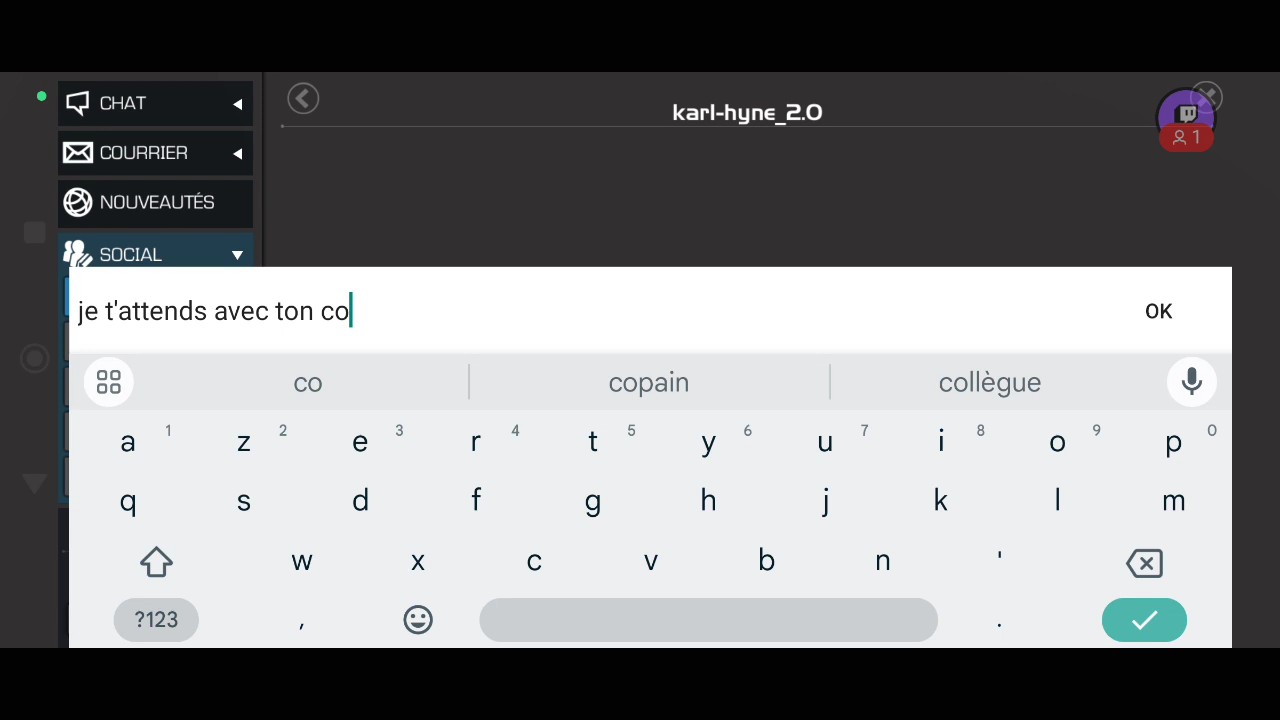 CHAT
COURRIER
NOUVEAUTÉS
SOCIAL
karl-hyne_2.0
1
je t'attends avec ton co
OK
co copain collègue
a 1 z 2 e 3 r 4 t 5 y 6 u 7 i 8 o 9 p 0
q s d f g h j k l m
w x c v b n '
?123 , .